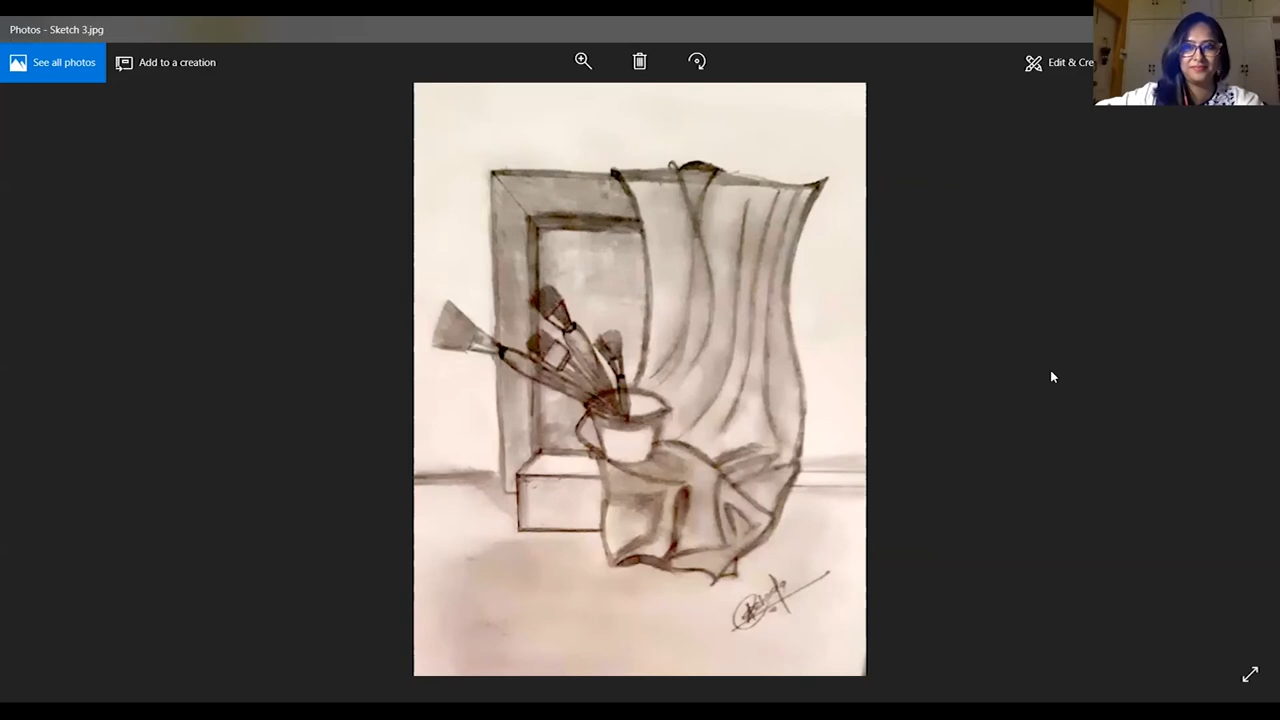 Photos - Sketch 3.jpg
See all photos
Add to a creation
Edit & Cre